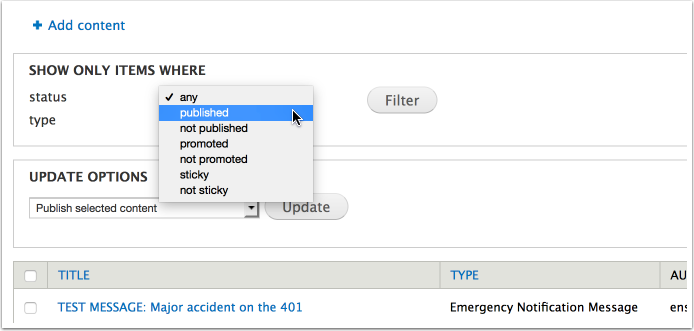 + Add content
SHOW ONLY ITEMS WHERE
status
✓ any
published
not published
promoted
not promoted
sticky
not sticky
Filter
type
UPDATE OPTIONS
Publish selected content
Update
TITLE
TYPE
AU
TEST MESSAGE: Major accident on the 401
Emergency Notification Message
ens